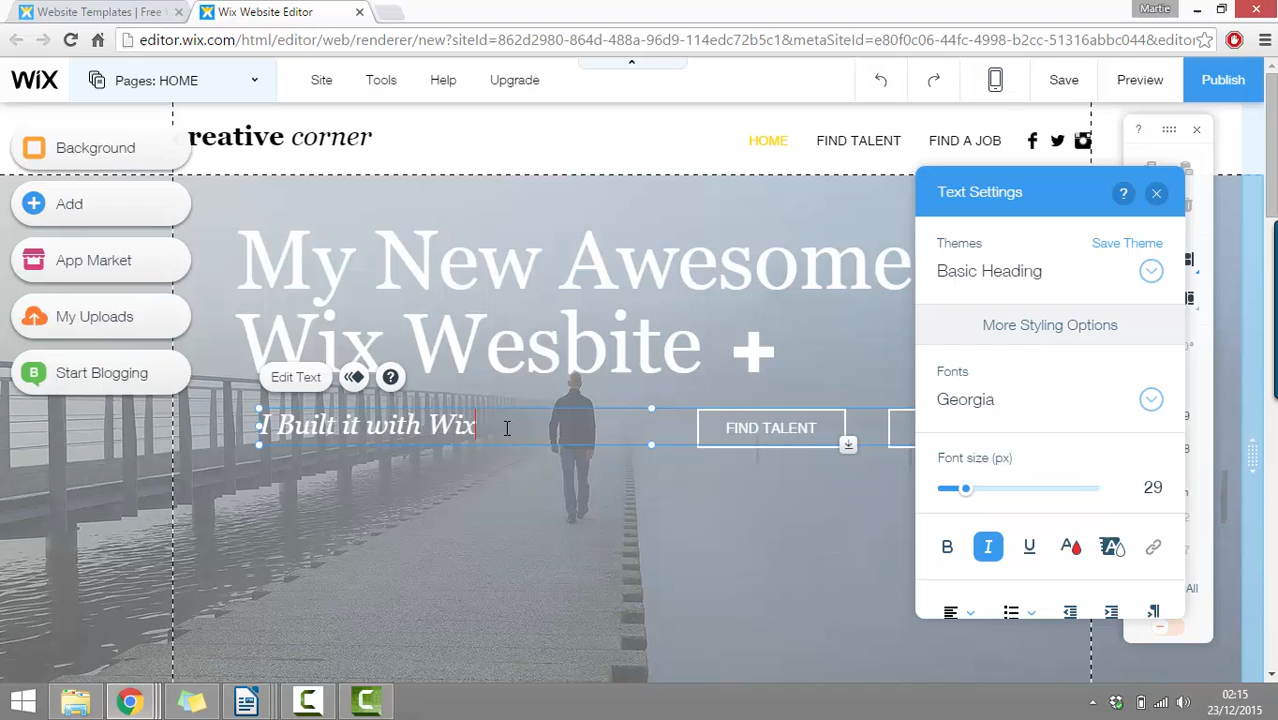 Website Templates | Free
Wix Website Editor
Martie
editor.wix.com/html/editor/web/renderer/new?siteId=862d2980-864d-488a-96d9-114edc72b5c1&metaSiteId=e80f0c06-44fc-4998-b2cc-51316abbc044&editor
WiX
Pages: HOME
Site
Tools
Help
Upgrade
Save
Preview
Publish
reative corner
HOME
FIND TALENT
FIND A JOB
Background
Add
App Market
My Uploads
Start Blogging
My New Awesome
Wix Wesbite +
Edit Text
?
I Built it with Wix
FIND TALENT
?
Text Settings
?
Themes
Save Theme
Basic Heading
More Styling Options
Fonts
Georgia
Font size (px)
29
B I U A A
All
02:15
23/12/2015